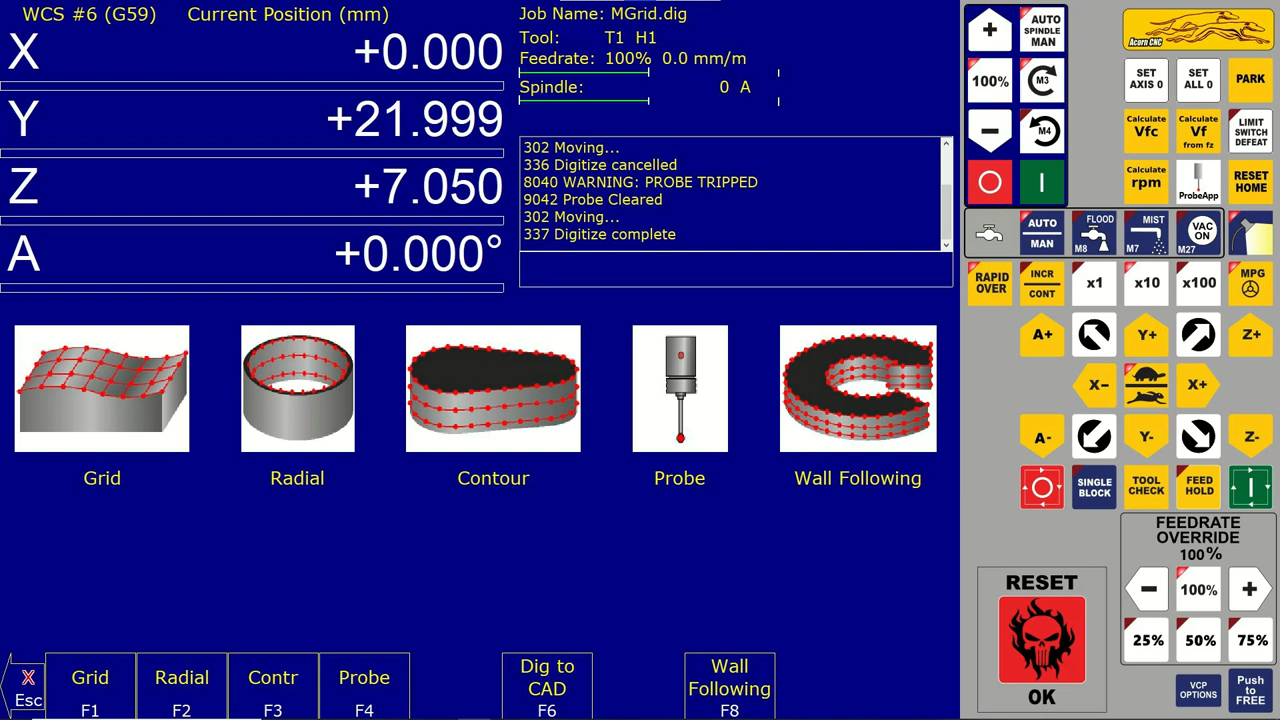 WCS #6 (G59) Current Position (mm)
X +0.000
Y +21.999
Z +7.050
A +0.000°
Job Name: MGrid.dig
Tool: T1 H1
Feedrate: 100% 0.0 mm/m
Spindle: 0 A
302 Moving...
336 Digitize cancelled
8040 WARNING: PROBE TRIPPED
9042 Probe Cleared
302 Moving...
337 Digitize complete
Grid
Radial
Contour
Probe
Wall Following
X
Esc
Grid
F1
Radial
F2
Contr
F3
Probe
F4
Dig to
CAD
F6
Wall
Following
F8
+
AUTO
SPINDLE
MAN
Acorn CNC
100%
M3
SET
AXIS 0
SET
ALL 0
PARK
−
M4
Calculate
Vfc
Calculate
Vf
from fz
LIMIT
SWITCH
DEFEAT
Calculate
rpm
ProbeApp
RESET
HOME
AUTO
MAN
FLOOD
M8
MIST
M7
VAC
ON
M27
RAPID
OVER
INCR
CONT
x1
x10
x100
MPG
A+
Y+
Z+
X−
X+
A-
Y-
Z-
SINGLE
BLOCK
TOOL
CHECK
FEED
HOLD
FEEDRATE
OVERRIDE
100%
−
100%
+
25%
50%
75%
RESET
OK
VCP
OPTIONS
Push
to
FREE